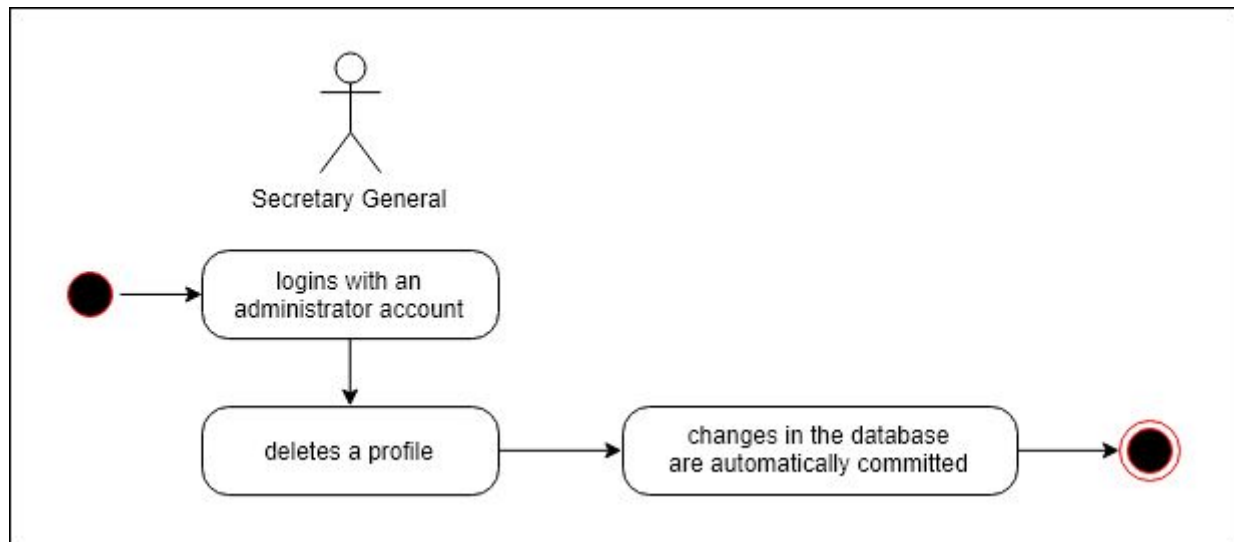 Secretary General
logins with an
administrator account
deletes a profile
changes in the database
are automatically committed